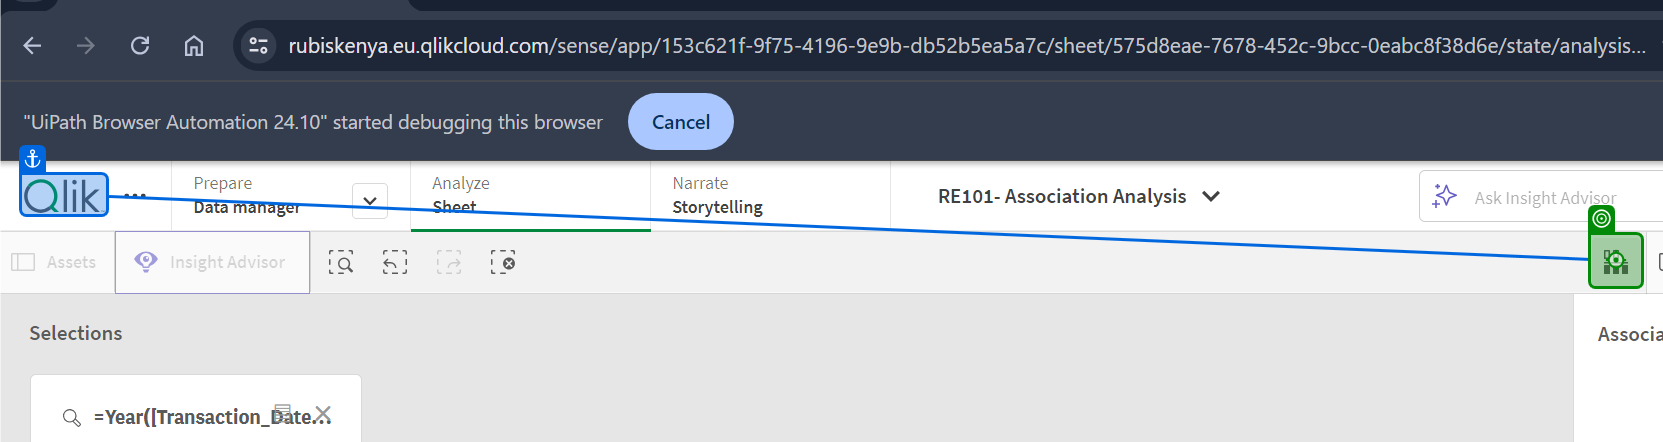 rubiskenya.eu.qlikcloud.com/sense/app/153c621f-9f75-4196-9e9b-db52b5ea5a7c/sheet/575d8eae-7678-452c-9bcc-0eabc8f38d6e/state/analysis...
"UiPath Browser Automation 24.10" started debugging this browser
Cancel
Qlik
Prepare
Data manager
Analyze
Sheet
Narrate
Storytelling
RE101- Association Analysis
Ask Insight Advisor
Assets
Insight Advisor
Selections
Associa
=Year([Transaction_Date...